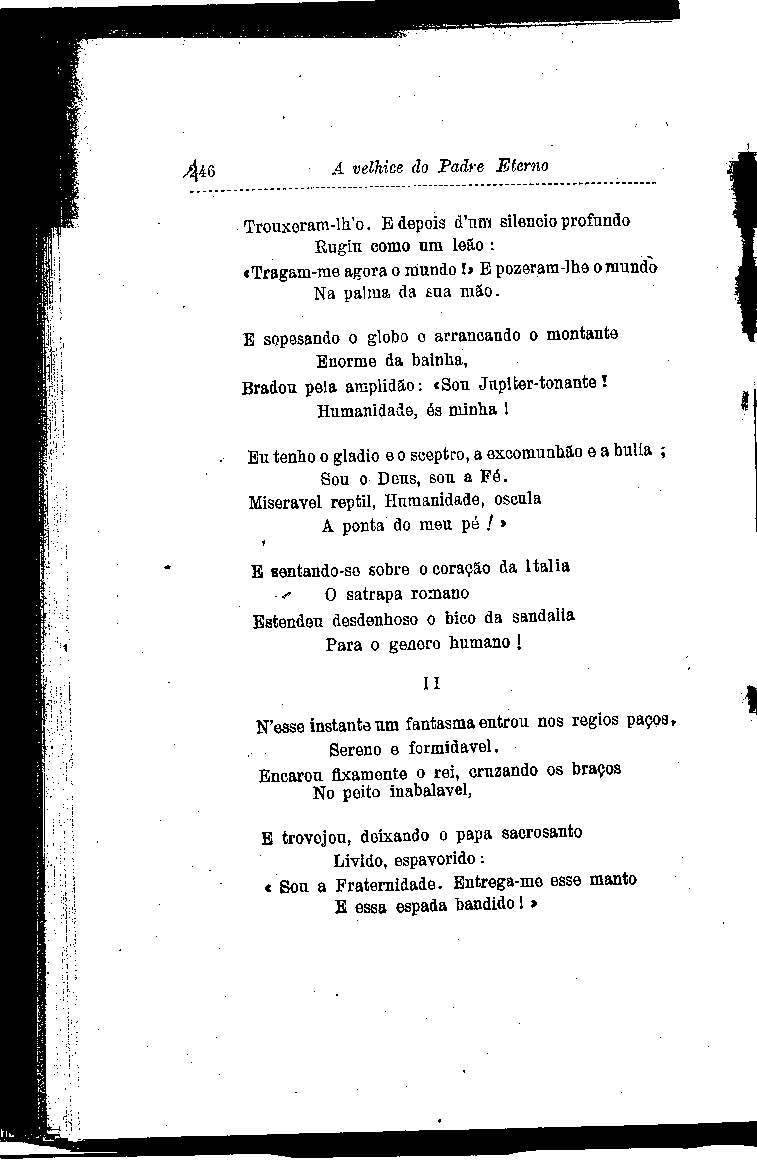 246 A velhice do Padre Eterno
Trouxeram-lh'o. E depois d'um silencio profundo
Rugiu como um leão :
«Tragam-me agora o mundo !» E pozeram-lhe o mundo
Na palma da sua mão.
E sopesando o globo e arrancando o montante
Enorme da bainha,
Bradou pela amplidão: «Sou Jupiter-tonante !
Humanidade, és minha !
Eu tenho o gladio e o sceptro, a excomunhão e a bulla ;
Sou o Deus, sou a Fé.
Miseravel reptil, Humanidade, oscula
A ponta do meu pé ! »
E sentando-se sobre o coração da Italia
O satrapa romano
Estendeu desdenhoso o bico da sandalia
Para o genero humano !
II
N'esse instante um fantasma entrou nos regios paços,
Sereno e formidavel.
Encarou fixamente o rei, cruzando os braços
No peito inabalavel,
E trovejou, deixando o papa sacrosanto
Livido, espavorido :
« Sou a Fraternidade. Entrega-me esse manto
E essa espada bandido ! »